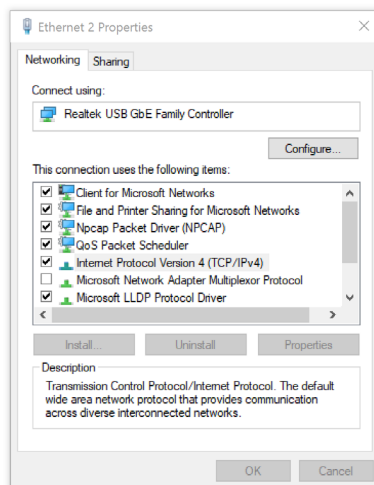 Ethernet 2 Properties
Networking
Sharing
Connect using:
Realtek USB GbE Family Controller
Configure...
This connection uses the following items:
Client for Microsoft Networks
File and Printer Sharing for Microsoft Networks
Npcap Packet Driver (NPCAP)
QoS Packet Scheduler
Internet Protocol Version 4 (TCP/IPv4)
Microsoft Network Adapter Multiplexor Protocol
Microsoft LLDP Protocol Driver
Install...
Uninstall
Properties
Description
Transmission Control Protocol/Internet Protocol. The default
wide area network protocol that provides communication
across diverse interconnected networks.
OK
Cancel